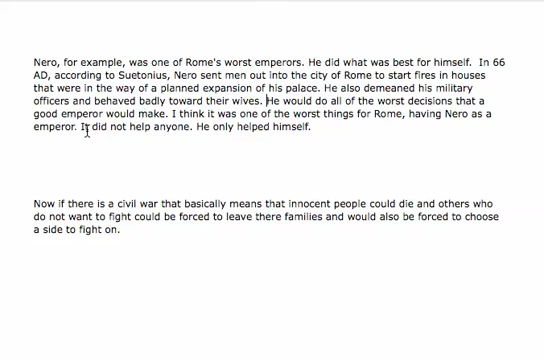 Nero, for example, was one of Rome's worst emperors. He did what was best for himself.  In 66
AD, according to Suetonius, Nero sent men out into the city of Rome to start fires in houses
that were in the way of a planned expansion of his palace. He also demeaned his military
officers and behaved badly toward their wives. He would do all of the worst decisions that a
good emperor would make. I think it was one of the worst things for Rome, having Nero as a
emperor. It did not help anyone. He only helped himself.
Now if there is a civil war that basically means that innocent people could die and others who
do not want to fight could be forced to leave there families and would also be forced to choose
a side to fight on.